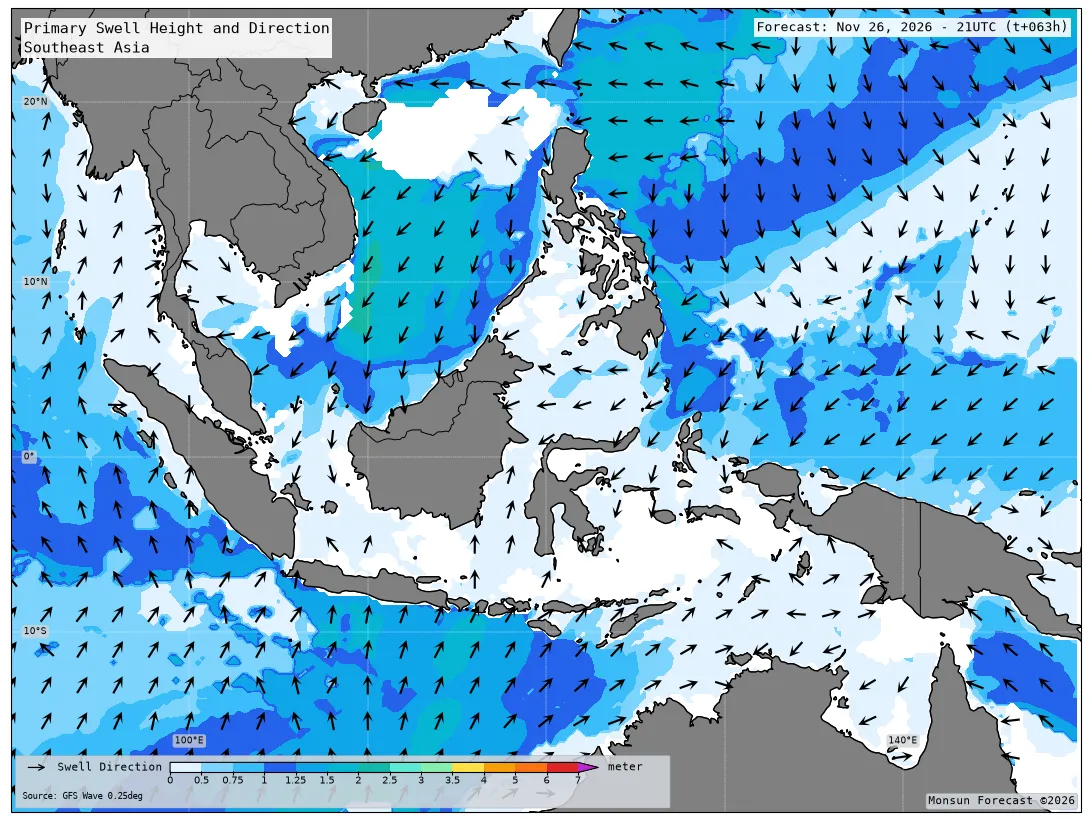 Primary Swell Height and Direction
Southeast Asia
Forecast: Nov 26, 2026 - 21UTC (t+063h)
20°N
10°N
0°
10°S
100°E
140°E
Swell Direction
0 0.5 0.75 1 1.25 1.5 2 2.5 3 3.5 4 5 6 7
meter
Source: GFS Wave 0.25deg
Monsun Forecast ©2026